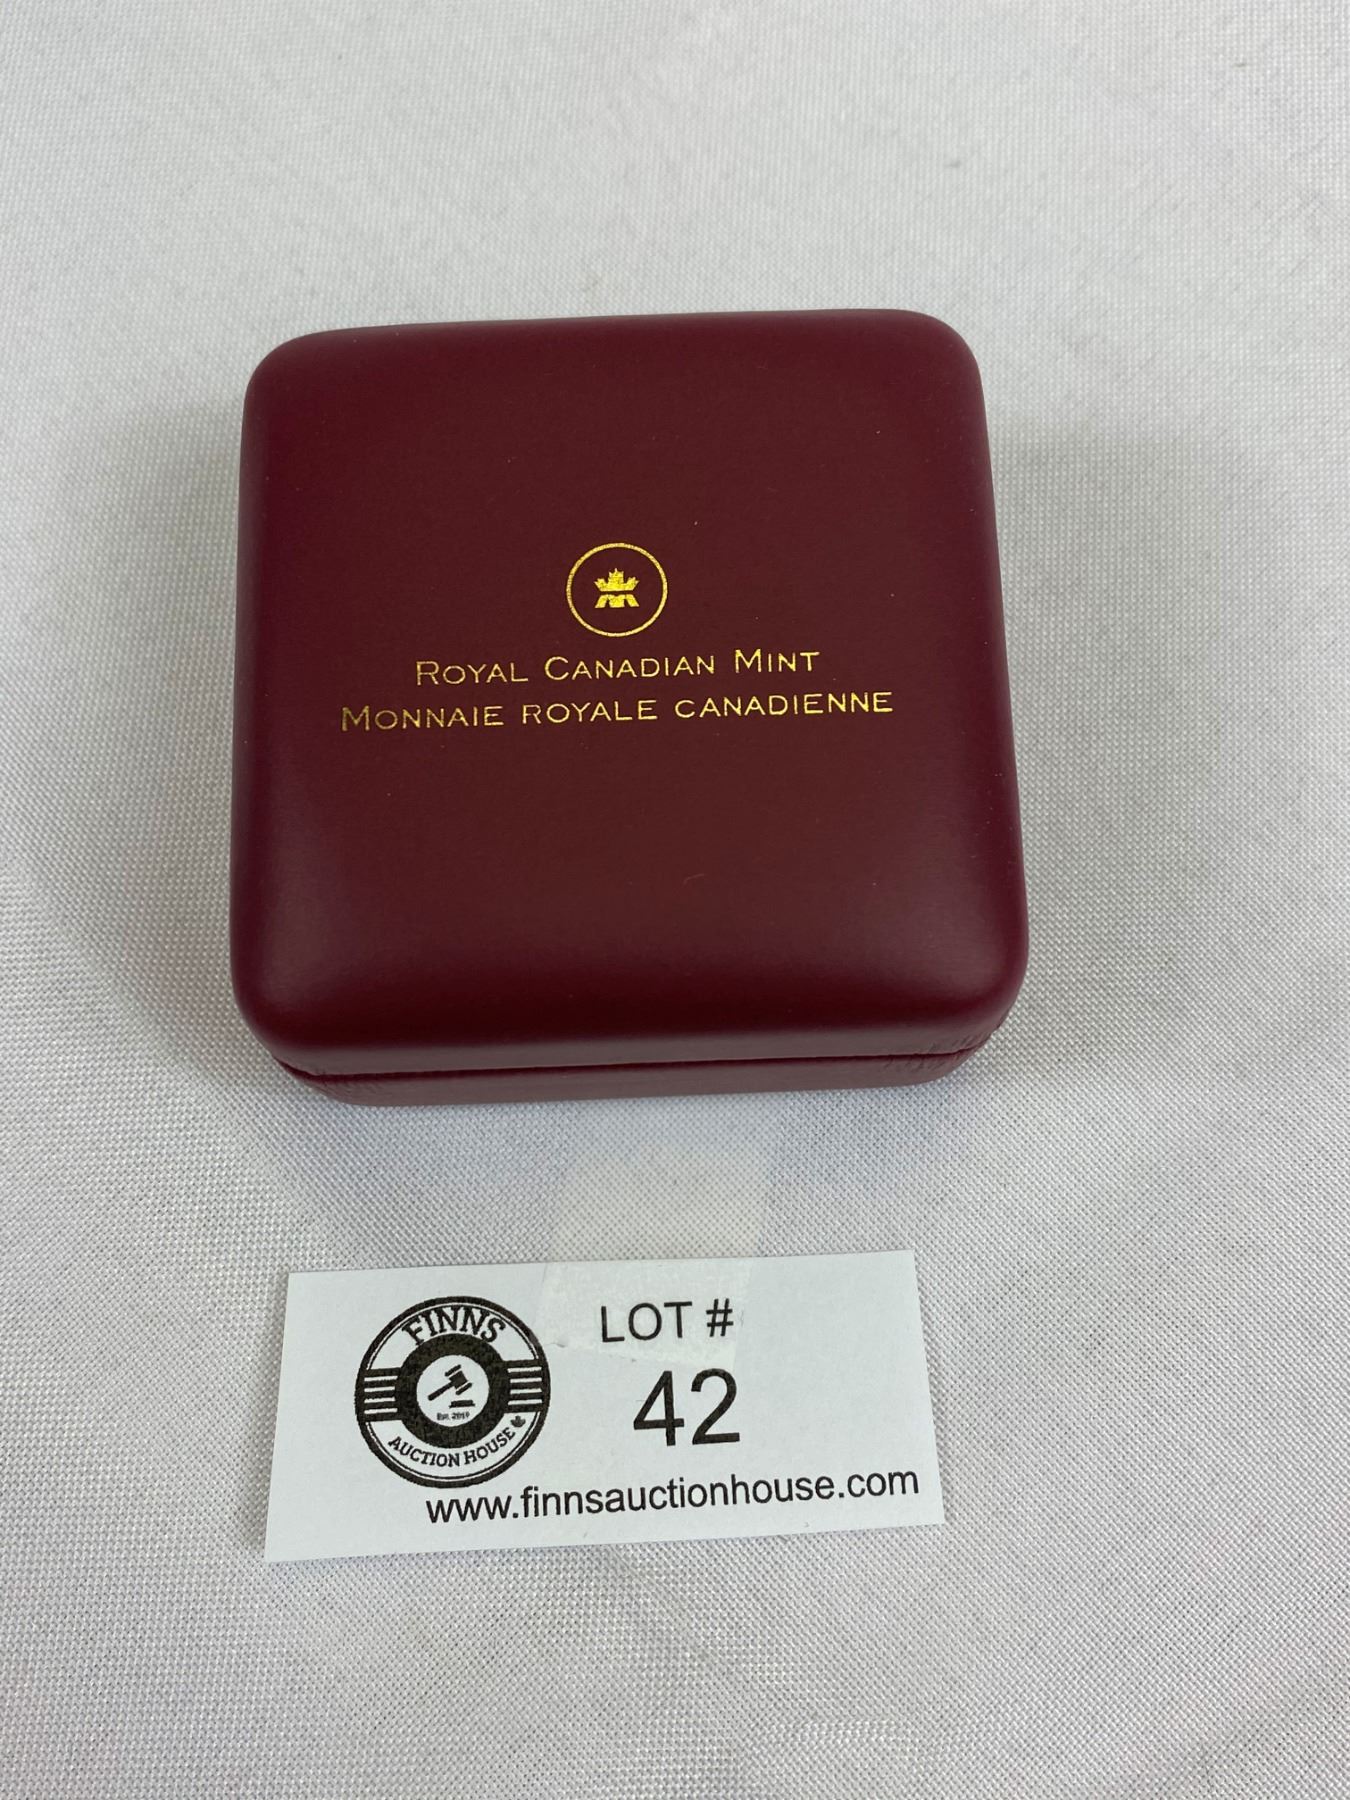 ROYAL CANADIAN MINT
MONNAIE ROYALE CANADIENNE
FINNS
EST. 2019
AUCTION HOUSE
LOT #
42
www.finnsauctionhouse.com